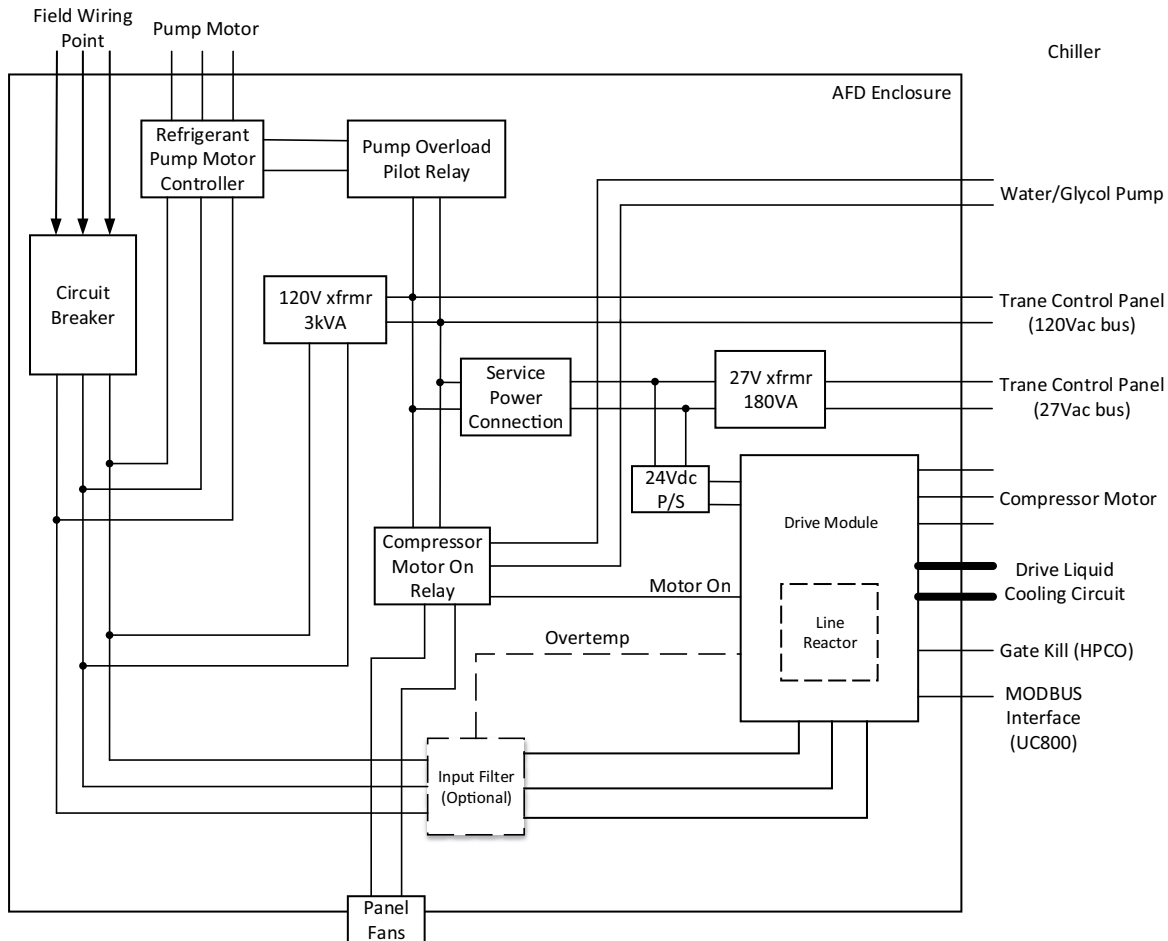 Field Wiring
Point
Pump Motor
Chiller
AFD Enclosure
Refrigerant
Pump Motor
Controller
Pump Overload
Pilot Relay
Water/Glycol Pump
Circuit
Breaker
120V xfrmr
3kVA
Trane Control Panel
(120Vac bus)
Service
Power
Connection
27V xfrmr
180VA
Trane Control Panel
(27Vac bus)
24Vdc
P/S
Drive Module
Compressor Motor
Compressor
Motor On
Relay
Motor On
Drive Liquid
Cooling Circuit
Line
Reactor
Overtemp
Gate Kill (HPCO)
MODBUS
Interface
(UC800)
Input Filter
(Optional)
Panel
Fans